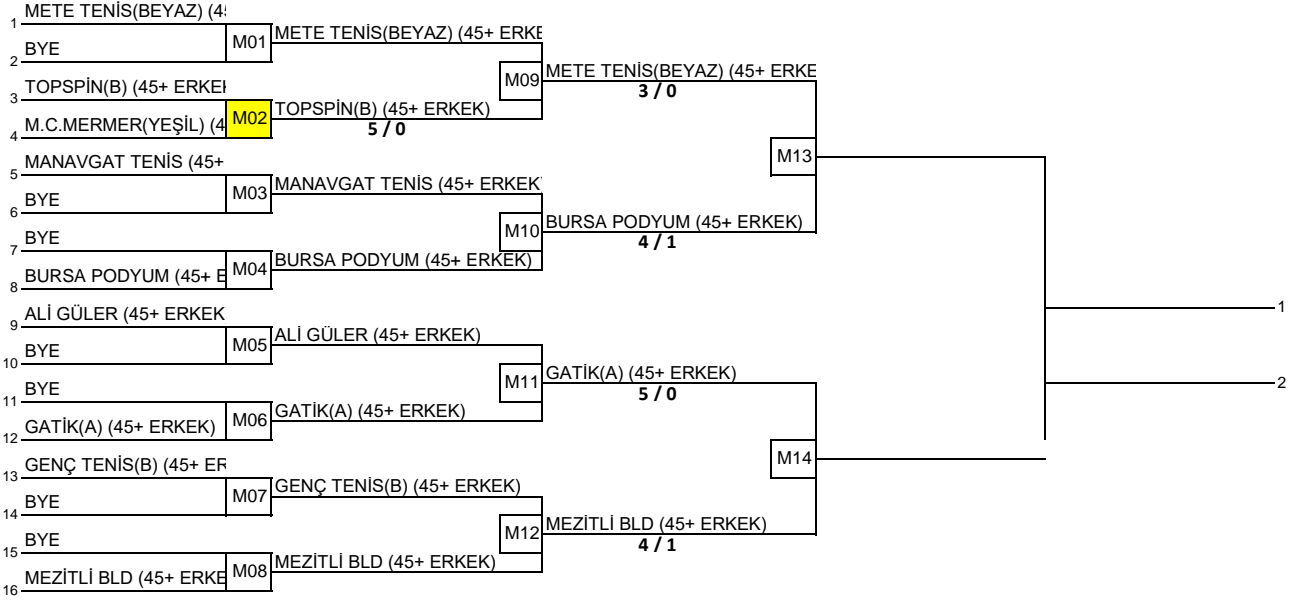 1 METE TENİS(BEYAZ) (45
2 BYE
M01
METE TENİS(BEYAZ) (45+ ERKE
3 TOPSPİN(B) (45+ ERKEK
4 M.C.MERMER(YEŞİL) (4
M02
TOPSPİN(B) (45+ ERKEK)
5 / 0
M09
METE TENİS(BEYAZ) (45+ ERKE
3 / 0
5 MANAVGAT TENİS (45+
6 BYE
M03
MANAVGAT TENİS (45+ ERKEK)
7 BYE
8 BURSA PODYUM (45+ E
M04
BURSA PODYUM (45+ ERKEK)
M10
BURSA PODYUM (45+ ERKEK)
4 / 1
M13
9 ALİ GÜLER (45+ ERKEK
10 BYE
M05
ALİ GÜLER (45+ ERKEK)
11 BYE
12 GATİK(A) (45+ ERKEK)
M06
GATİK(A) (45+ ERKEK)
M11
GATİK(A) (45+ ERKEK)
5 / 0
13 GENÇ TENİS(B) (45+ ER
14 BYE
M07
GENÇ TENİS(B) (45+ ERKEK)
15 BYE
16 MEZİTLİ BLD (45+ ERKE
M08
MEZİTLİ BLD (45+ ERKEK)
M12
MEZİTLİ BLD (45+ ERKEK)
4 / 1
M14
1
2